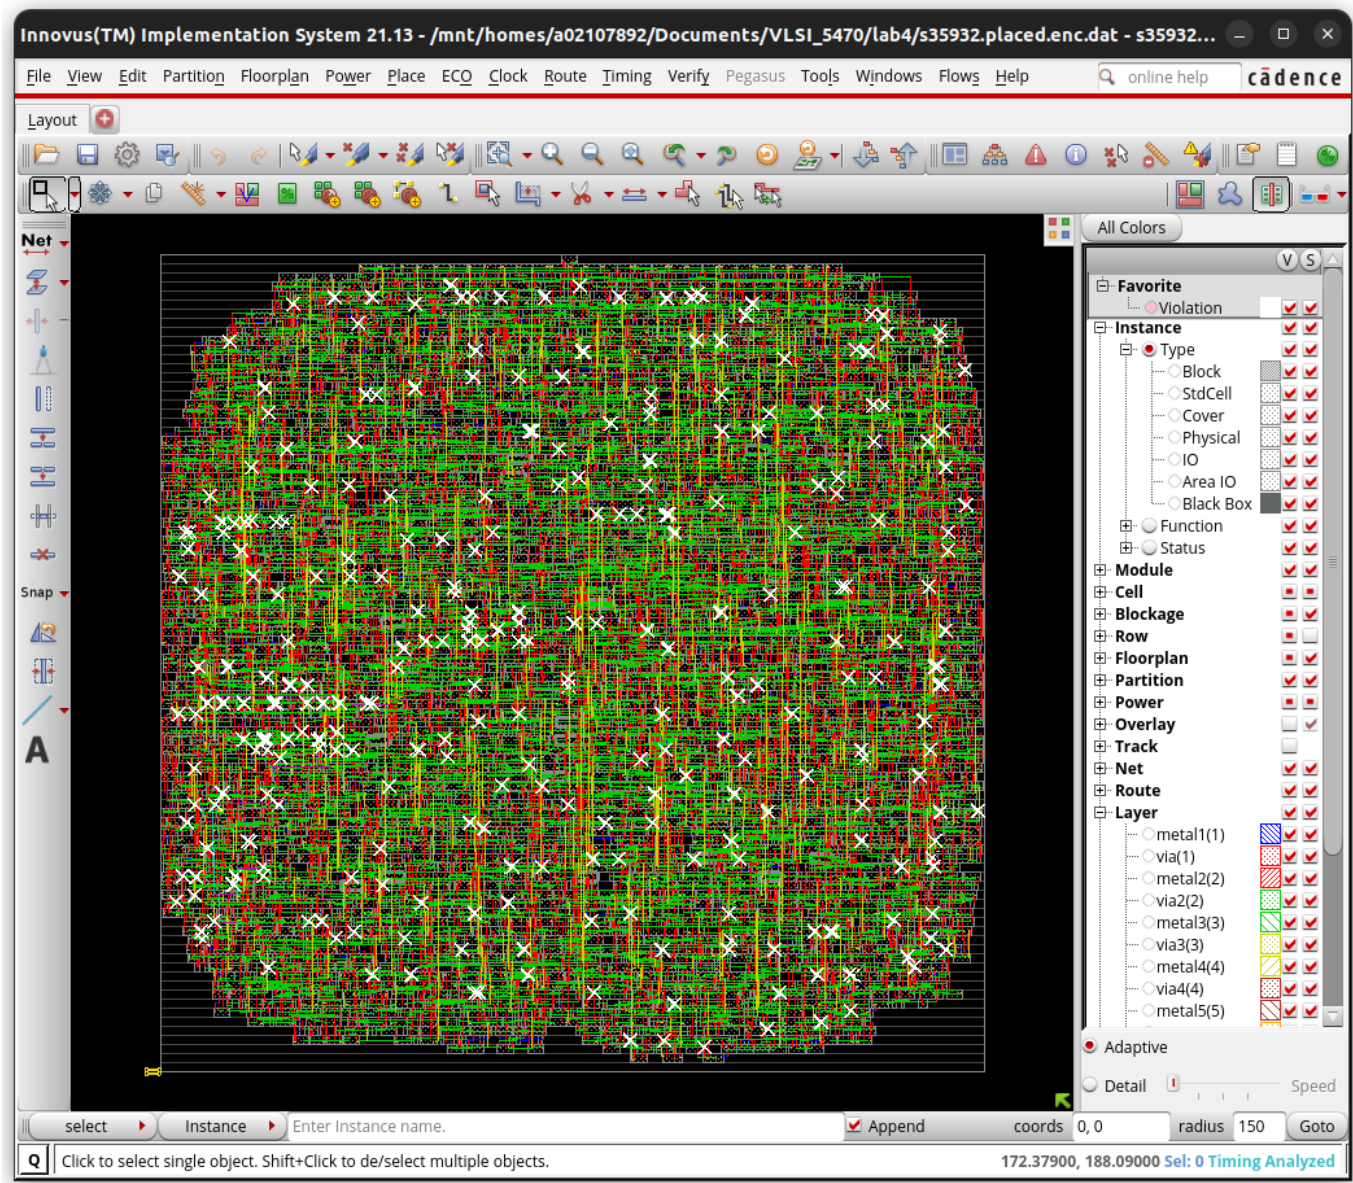 Innovus(TM) Implementation System 21.13 - /mnt/homes/a02107892/Documents/VLSI_5470/lab4/s35932.placed.enc.dat - s35932...
File View Edit Partition Floorplan Power Place ECO Clock Route Timing Verify Pegasus Tools Windows Flows Help online help cādence
Layout
Net
Snap
A
All Colors
V S
Favorite
Violation
Instance
Type
Block
StdCell
Cover
Physical
IO
Area IO
Black Box
Function
Status
Module
Cell
Blockage
Row
Floorplan
Partition
Power
Overlay
Track
Net
Route
Layer
metal1(1)
via(1)
metal2(2)
via2(2)
metal3(3)
via3(3)
metal4(4)
via4(4)
metal5(5)
Adaptive
Detail Speed
select Instance Enter Instance name. Append coords 0, 0 radius 150 Goto
Q Click to select single object. Shift+Click to de/select multiple objects. 172.37900, 188.09000 Sel: 0 Timing Analyzed